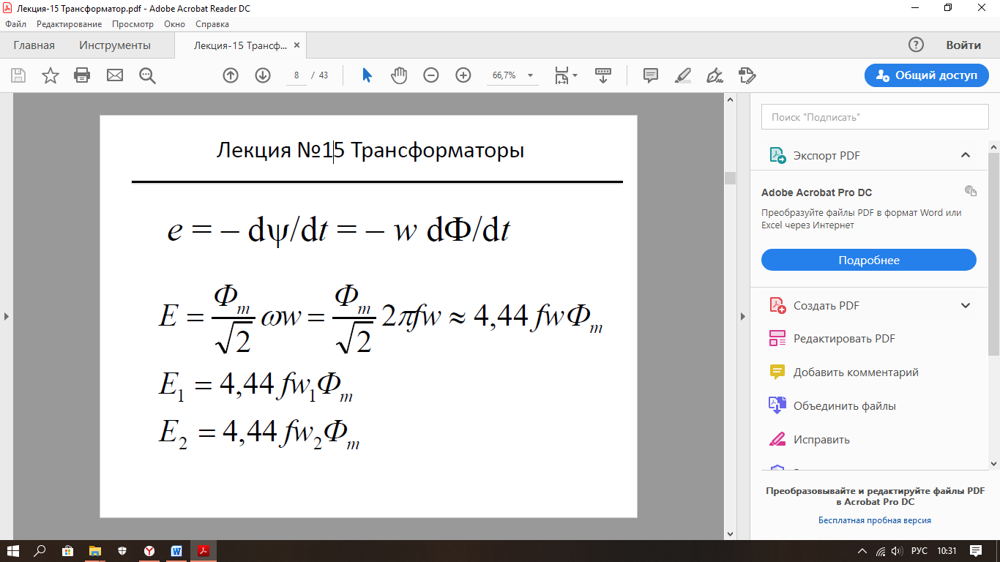 Лекция-15 Трансформатор.pdf - Adobe Acrobat Reader DC
Файл Редактирование Просмотр Окно Справка
Главная Инструменты Лекция-15 Трансф... × ? Войти
8 / 43 66,7% Общий доступ
Поиск "Подписать"
Лекция №15 Трансформаторы
Экспорт PDF
Adobe Acrobat Pro DC
Преобразуйте файлы PDF в формат Word или
Excel через Интернет
Подробнее
e = – dψ/dt = – w dΦ/dt
E = Φₘ/√2 ωw = Φₘ/√2 2πfw ≈ 4,44 fwΦₘ
E₁ = 4,44 fw₁Φₘ
E₂ = 4,44 fw₂Φₘ
Создать PDF
Редактировать PDF
Добавить комментарий
Объединить файлы
Исправить
Преобразовывайте и редактируйте файлы PDF
в Acrobat Pro DC
Бесплатная пробная версия
РУС 10:31